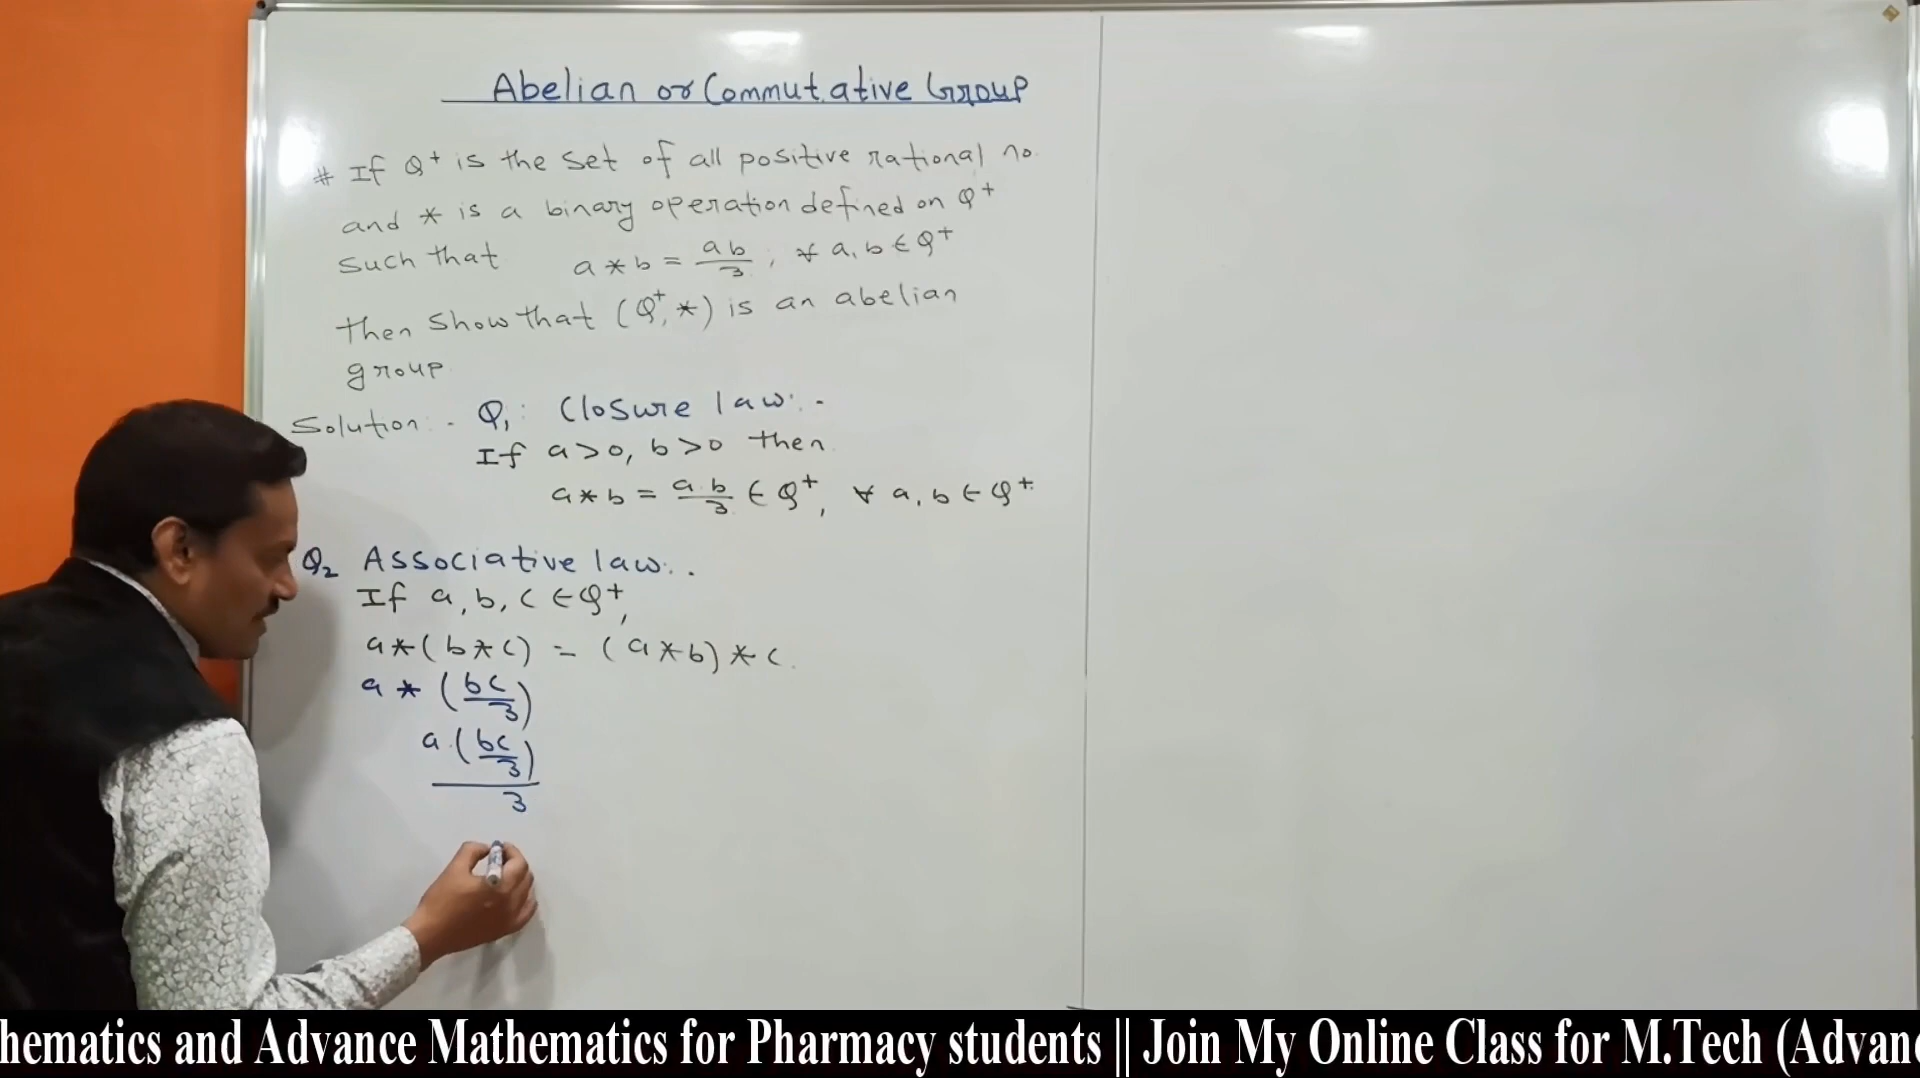 Abelian or Commutative Group
# If Q⁺ is the set of all positive rational no.
and * is a binary operation defined on Q⁺
Such that a * b = ab/3, ∀ a, b ∈ Q⁺
then show that (Q⁺, *) is an abelian
group
Solution:- Q₁: Closure law:-
If a > 0, b > 0 then
a * b = a.b/3 ∈ Q⁺, ∀ a, b ∈ Q⁺
Q₂ Associative law:-
If a, b, c ∈ Q⁺,
a * (b * c) = (a * b) * c
a * (bc/3)
a.(bc/3)
3
hematics and Advance Mathematics for Pharmacy students || Join My Online Class for M.Tech (Advan